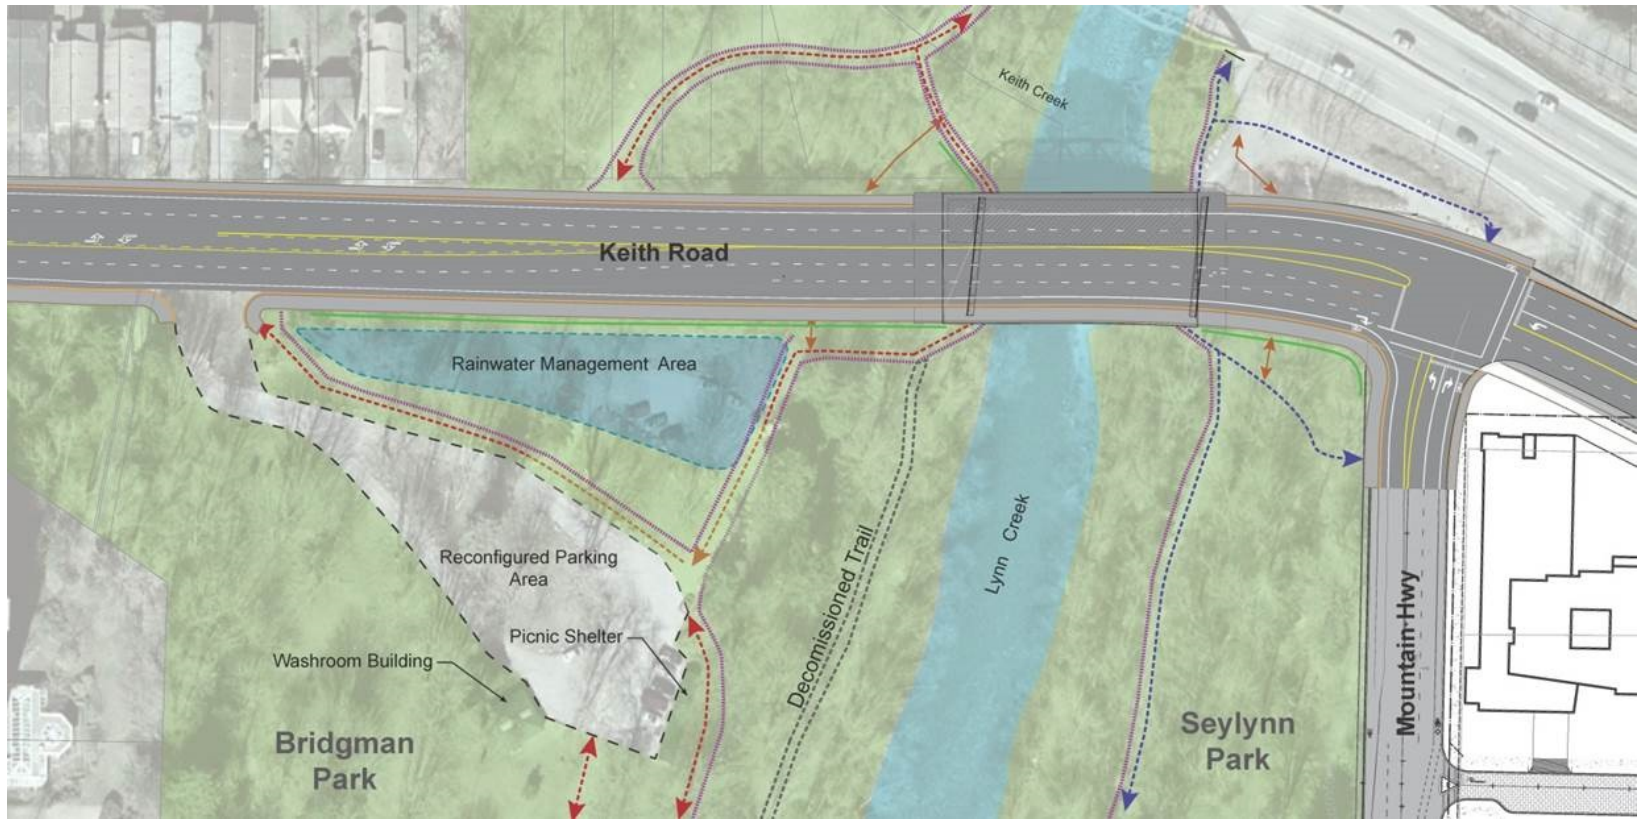 Keith Creek
Keith Road
Rainwater Management Area
Reconfigured Parking
Area
Picnic Shelter
Washroom Building
Decomissioned Trail
Lynn Creek
Bridgman
Park
Seylynn
Park
Mountain Hwy